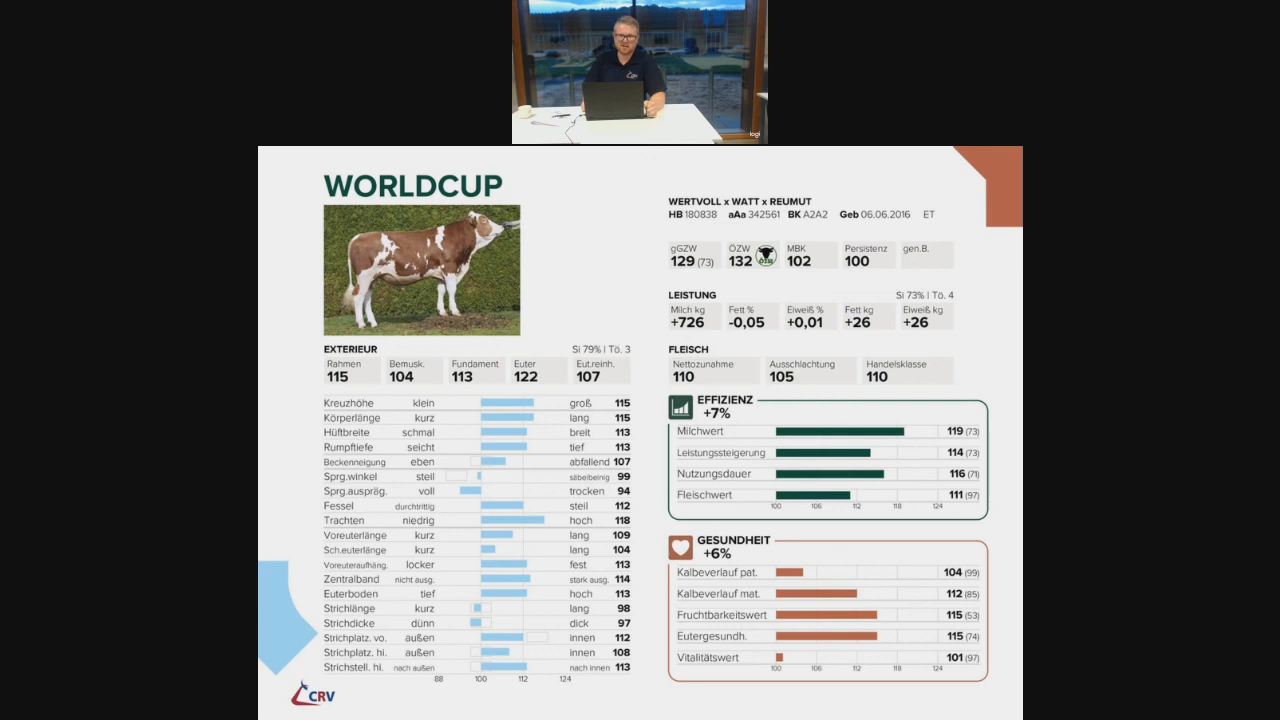 CRV
logi
WORLDCUP
WERTVOLL x WATT x REUMUT
HB 180838 aAa 342561 BK A2A2 Geb 06.06.2016 ET
gGZW ÖZW MBK Persistenz gen.B.
129 (73) 132 ÖZW 102 100
LEISTUNG Si 73% | Tö. 4
Milch kg Fett % Eiweiß % Fett kg Eiweiß kg
+726 -0,05 +0,01 +26 +26
EXTERIEUR Si 79% | Tö. 3
Rahmen Bemusk. Fundament Euter Eut.reinh.
115 104 113 122 107
FLEISCH
Nettozunahme Ausschlachtung Handelsklasse
110 105 110
Kreuzhöhe klein groß 115
Körperlänge kurz lang 115
Hüftbreite schmal breit 113
Rumpftiefe seicht tief 113
Beckenneigung eben abfallend 107
Sprg.winkel steil säbelbeinig 99
Sprg.auspräg. voll trocken 94
Fessel durchtrittig steil 112
Trachten niedrig hoch 118
Voreuterlänge kurz lang 109
Sch.euterlänge kurz lang 104
Voreuteraufhäng. locker fest 113
Zentralband nicht ausg. stark ausg. 114
Euterboden tief hoch 113
Strichlänge kurz lang 98
Strichdicke dünn dick 97
Strichplatz. vo. außen innen 112
Strichplatz. hi. außen innen 108
Strichstell. hi. nach außen nach innen 113
88 100 112 124
EFFIZIENZ
+7%
Milchwert 119 (73)
Leistungssteigerung 114 (73)
Nutzungsdauer 116 (71)
Fleischwert 111 (97)
100 106 112 118 124
GESUNDHEIT
+6%
Kalbeverlauf pat. 104 (99)
Kalbeverlauf mat. 112 (85)
Fruchtbarkeitswert 115 (53)
Eutergesundh. 115 (74)
Vitalitätswert 101 (97)
100 106 112 118 124
CRV